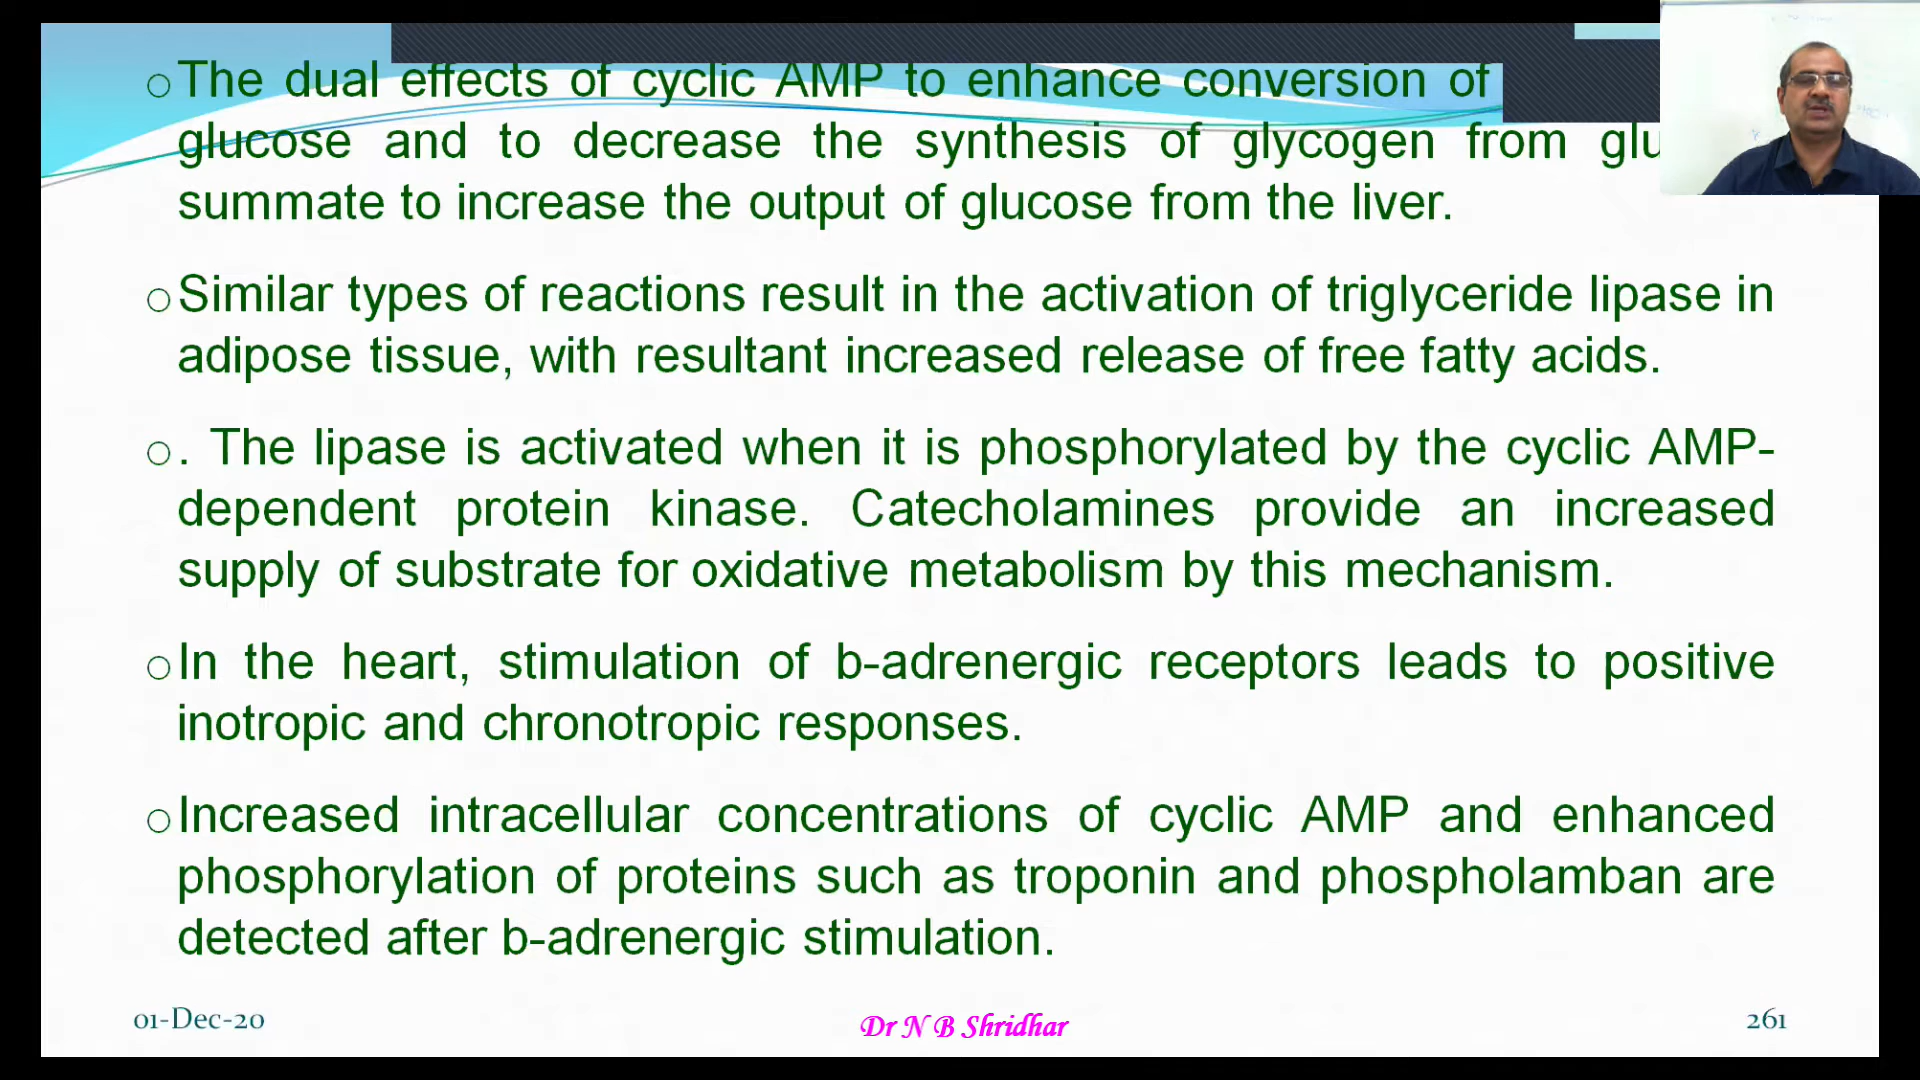 The dual effects of cyclic AMP to enhance conversion of
glucose and to decrease the synthesis of glycogen from
summate to increase the output of glucose from the liver.
Similar types of reactions result in the activation of triglyceride lipase in
adipose tissue, with resultant increased release of free fatty acids.
. The lipase is activated when it is phosphorylated by the cyclic AMP-
dependent protein kinase. Catecholamines provide an increased
supply of substrate for oxidative metabolism by this mechanism.
In the heart, stimulation of b-adrenergic receptors leads to positive
inotropic and chronotropic responses.
Increased intracellular concentrations of cyclic AMP and enhanced
phosphorylation of proteins such as troponin and phospholamban are
detected after b-adrenergic stimulation.
01-Dec-20
Dr N B Shridhar
261